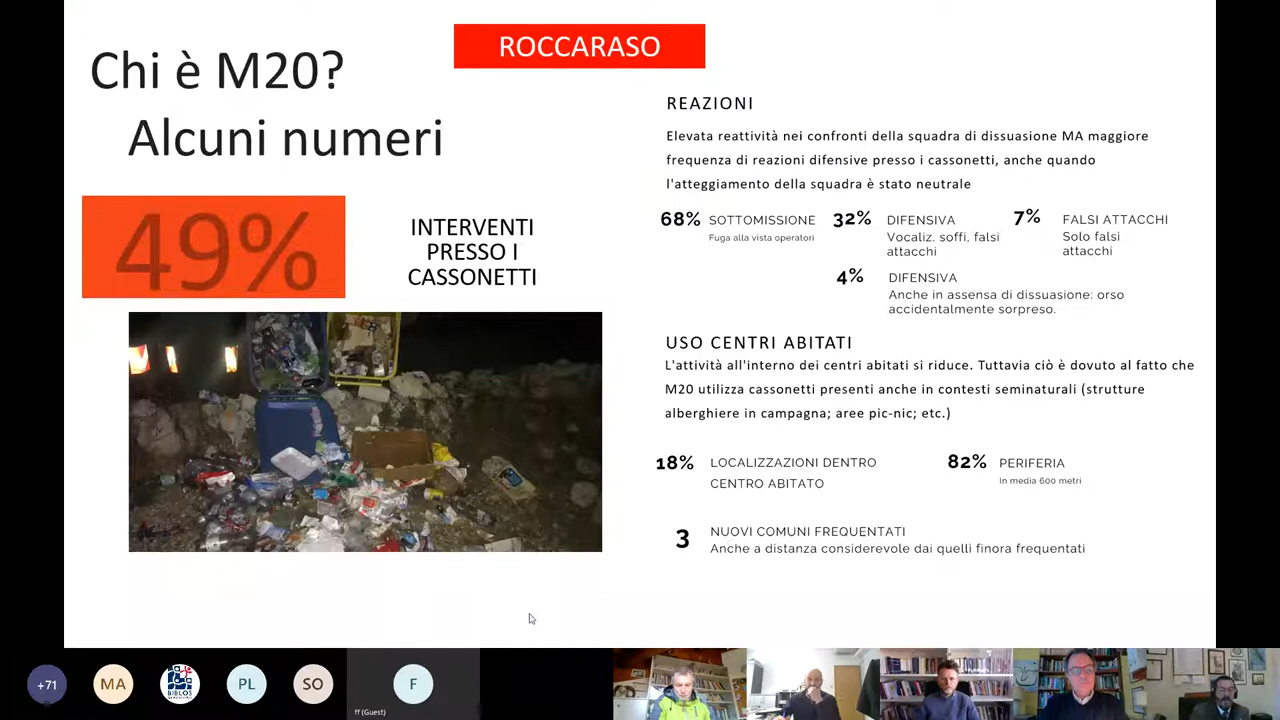 ROCCARASO
Chi è M20?
Alcuni numeri
49%
INTERVENTI
PRESSO I
CASSONETTI
REAZIONI
Elevata reattività nei confronti della squadra di dissuasione MA maggiore
frequenza di reazioni difensive presso i cassonetti, anche quando
l'atteggiamento della squadra è stato neutrale
68% SOTTOMISSIONE
Fuga alla vista operatori
32% DIFENSIVA
Vocaliz. soffi, falsi
attacchi
7% FALSI ATTACCHI
Solo falsi
attacchi
4% DIFENSIVA
Anche in assensa di dissuasione: orso
accidentalmente sorpreso.
USO CENTRI ABITATI
L'attività all'interno dei centri abitati si riduce. Tuttavia ciò è dovuto al fatto che
M20 utilizza cassonetti presenti anche in contesti seminaturali (strutture
alberghiere in campagna; aree pic-nic; etc.)
18% LOCALIZZAZIONI DENTRO
CENTRO ABITATO
82% PERIFERIA
In media 600 metri
3 NUOVI COMUNI FREQUENTATI
Anche a distanza considerevole dai quelli finora frequentati
+71
MA
BIBLOS
PL
SO
F
ff (Guest)